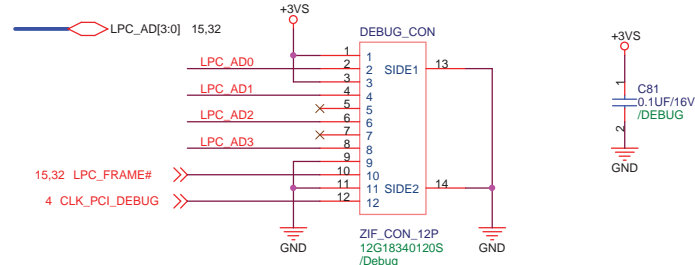 +3VS
LPC_AD[3:0] 15,32
DEBUG_CON
+3VS
1 1
LPC_AD0 2 2 SIDE1 13
3 3
LPC_AD1 4 4
5 5
LPC_AD2 6 6
7 7
LPC_AD3 8 8
9 9
15,32 LPC_FRAME# 10 10
11 11 SIDE2 14
4 CLK_PCI_DEBUG 12 12
1
C81
0.1UF/16V
/DEBUG
2
GND
GND
ZIF_CON_12P
12G18340120S
/Debug
GND